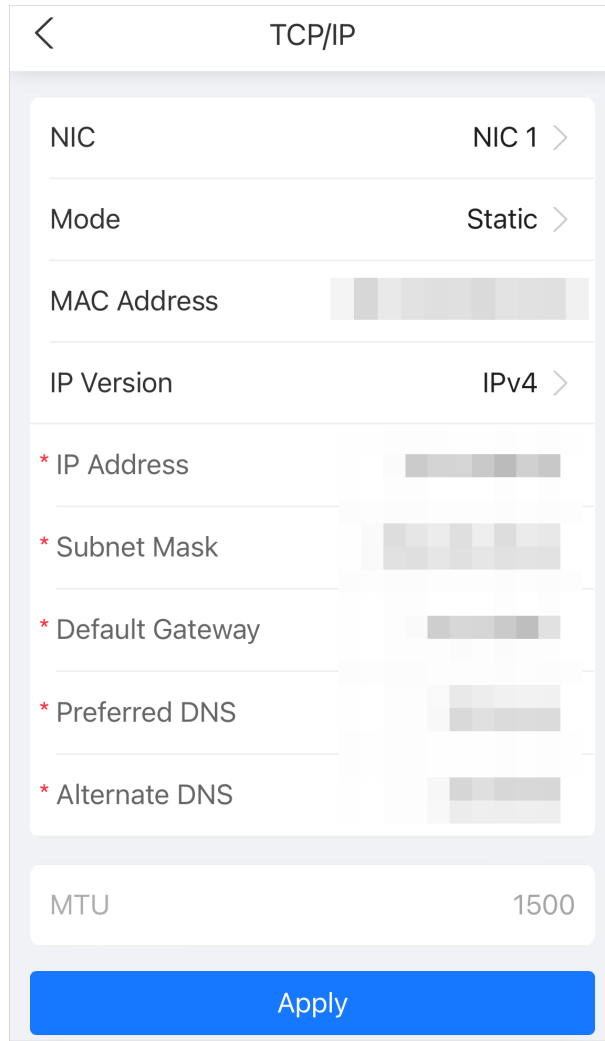 TCP/IP
NIC NIC 1
Mode Static
MAC Address
IP Version IPv4
* IP Address
* Subnet Mask
* Default Gateway
* Preferred DNS
* Alternate DNS
MTU 1500
Apply